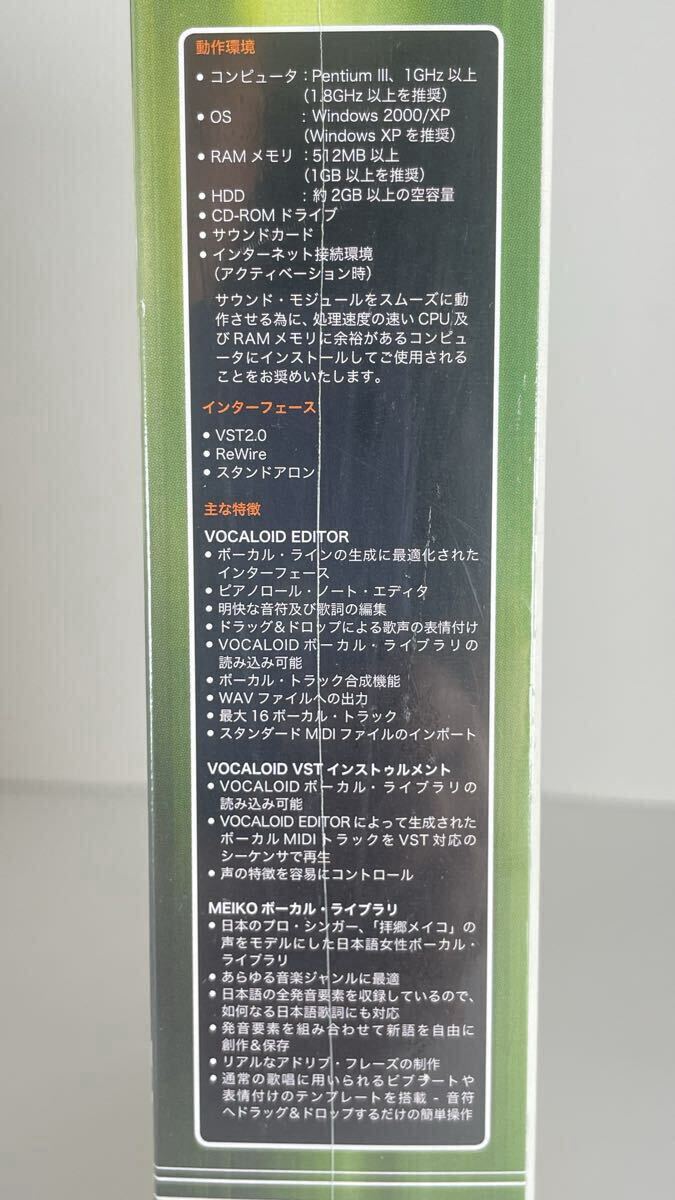 動作環境
• コンピュータ：Pentium III、1GHz 以上
(1.8GHz 以上を推奨)
• OS ：Windows 2000/XP
(Windows XP を推奨)
• RAM メモリ：512MB 以上
(1GB 以上を推奨)
• HDD ：約 2GB 以上の空容量
• CD-ROM ドライブ
• サウンドカード
• インターネット接続環境
(アクティベーション時)
サウンド・モジュールをスムーズに動
作させる為に、処理速度の速い CPU 及
び RAM メモリに余裕があるコンピュ
ータにインストールしてご使用される
ことをお奨めいたします。
インターフェース
• VST2.0
• ReWire
• スタンドアロン
主な特徴
VOCALOID EDITOR
• ボーカル・ラインの生成に最適化された
インターフェース
• ピアノロール・ノート・エディタ
• 明快な音符及び歌詞の編集
• ドラッグ&ドロップによる歌声の表情付け
• VOCALOID ボーカル・ライブラリの
読み込み可能
• ボーカル・トラック合成機能
• WAV ファイルへの出力
• 最大 16 ボーカル・トラック
• スタンダード MIDI ファイルのインポート
VOCALOID VST インストゥルメント
• VOCALOID ボーカル・ライブラリの
読み込み可能
• VOCALOID EDITOR によって生成された
ボーカル MIDI トラックを VST 対応の
シーケンサで再生
• 声の特徴を容易にコントロール
MEIKO ボーカル・ライブラリ
• 日本のプロ・シンガー、「拝郷メイコ」の
声をモデルにした日本語女性ボーカル・
ライブラリ
• あらゆる音楽ジャンルに最適
• 日本語の全発音要素を収録しているので、
如何なる日本語歌詞にも対応
• 発音要素を組み合わせて新語を自由に
創作&保存
• リアルなアドリブ・フレーズの制作
• 通常の歌唱に用いられるビブラートや
表情付けのテンプレートを搭載 - 音符
へドラッグ&ドロップするだけの簡単操作